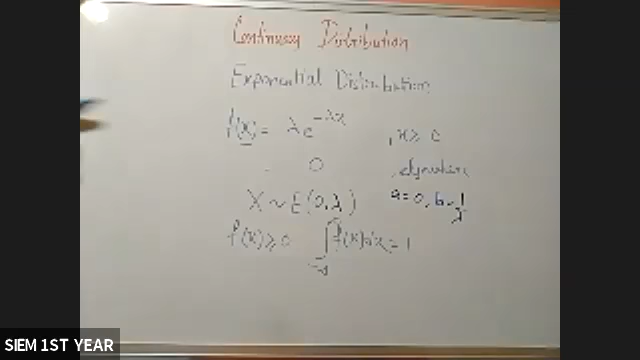 Continuous Distribution
Exponential Distribution
f(x) = λe^{-λx} , x ≥ 0
0 , elsewhere
X ~ E(0, λ) a = 0, b = 1/λ
f(x) ≥ 0 ∫ f(x) dx = 1
SIEM 1ST YEAR